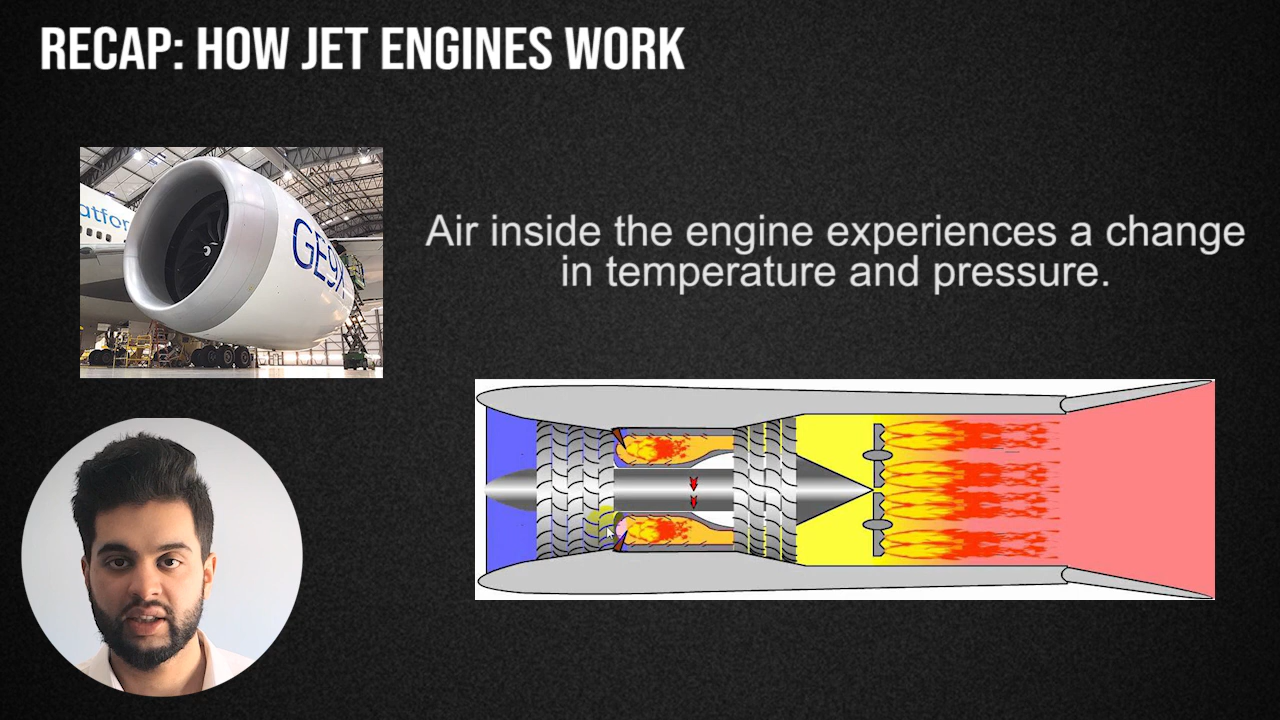 RECAP: HOW JET ENGINES WORK
atfor
GE9X
Air inside the engine experiences a change
in temperature and pressure.